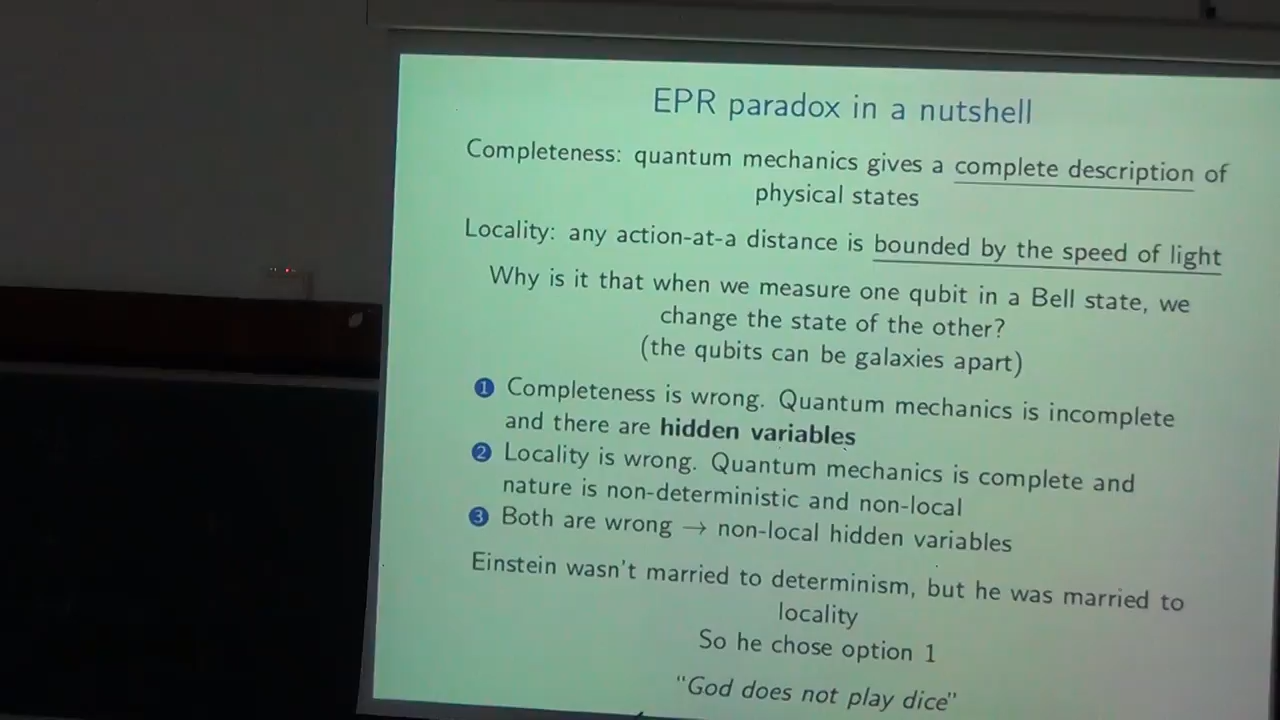 EPR paradox in a nutshell
Completeness: quantum mechanics gives a complete description of
physical states
Locality: any action-at-a distance is bounded by the speed of light
Why is it that when we measure one qubit in a Bell state, we
change the state of the other?
(the qubits can be galaxies apart)
1 Completeness is wrong. Quantum mechanics is incomplete
and there are hidden variables
2 Locality is wrong. Quantum mechanics is complete and
nature is non-deterministic and non-local
3 Both are wrong → non-local hidden variables
Einstein wasn't married to determinism, but he was married to
locality
So he chose option 1
"God does not play dice"